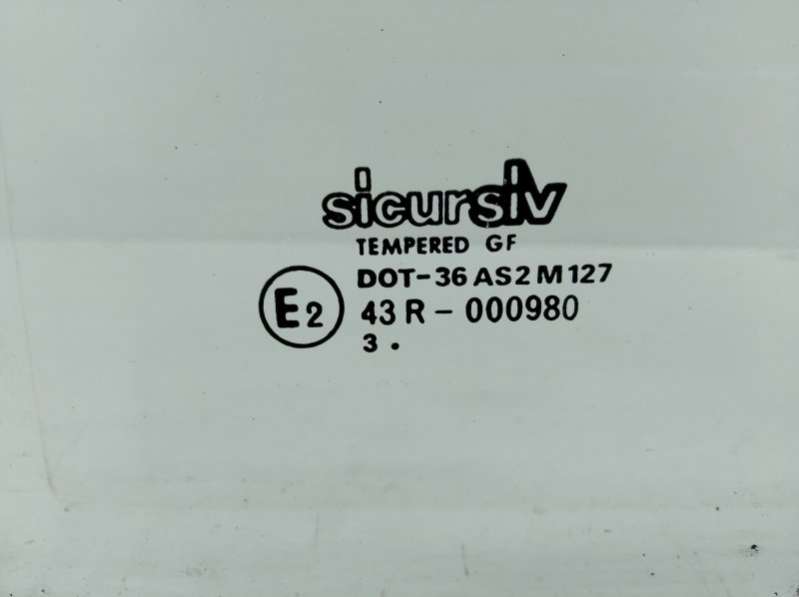 sicursiv
TEMPERED GF
DOT-36 AS2 M127
E2 43 R - 000980
3 .